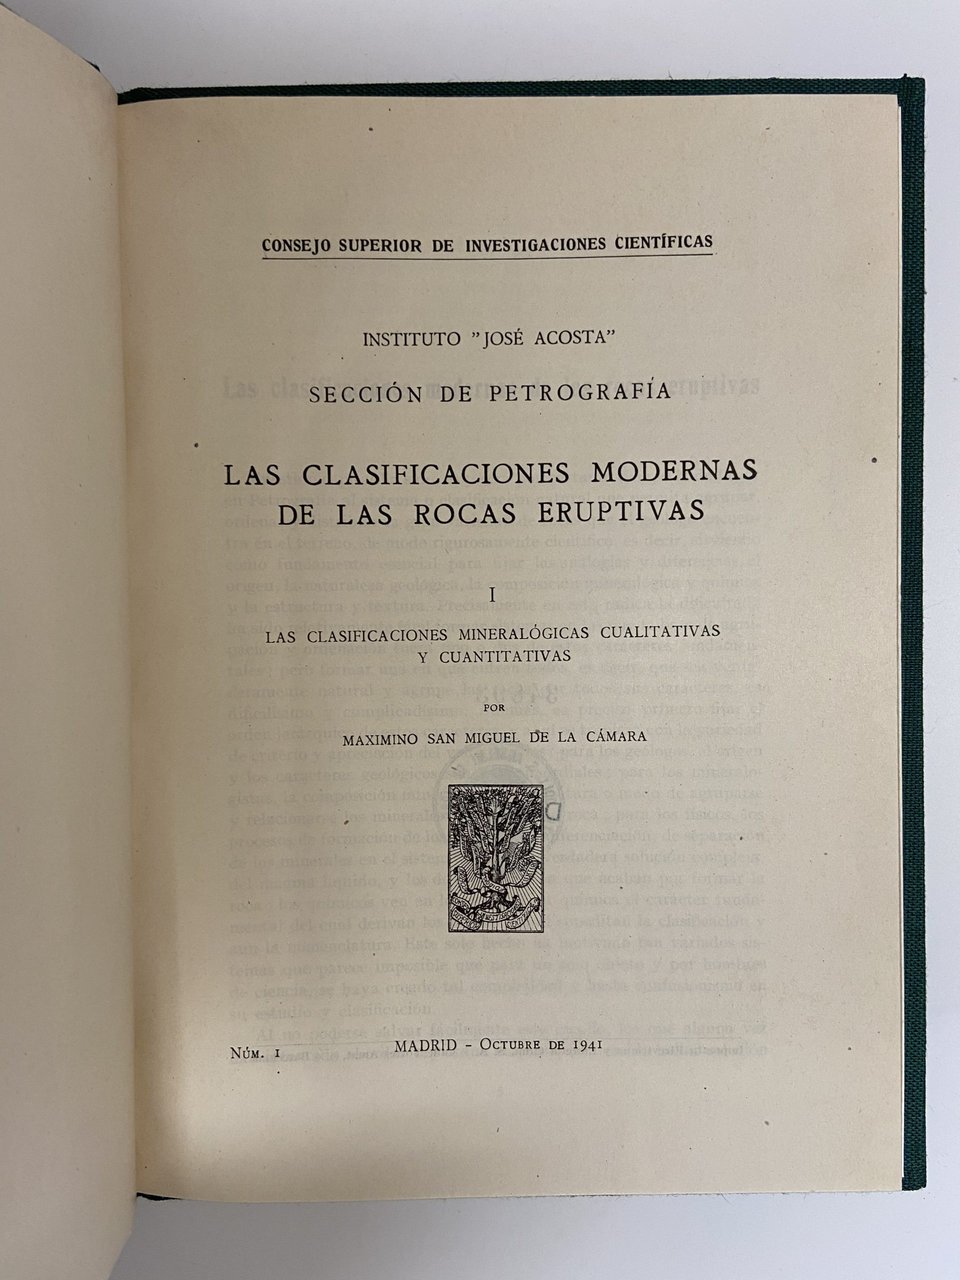 CONSEJO SUPERIOR DE INVESTIGACIONES CIENTÍFICAS
INSTITUTO "JOSÉ ACOSTA"
SECCIÓN DE PETROGRAFÍA
LAS CLASIFICACIONES MODERNAS
DE LAS ROCAS ERUPTIVAS
I
LAS CLASIFICACIONES MINERALÓGICAS CUALITATIVAS
Y CUANTITATIVAS
POR
MAXIMINO SAN MIGUEL DE LA CÁMARA
NÚM. 1
MADRID - OCTUBRE DE 1941